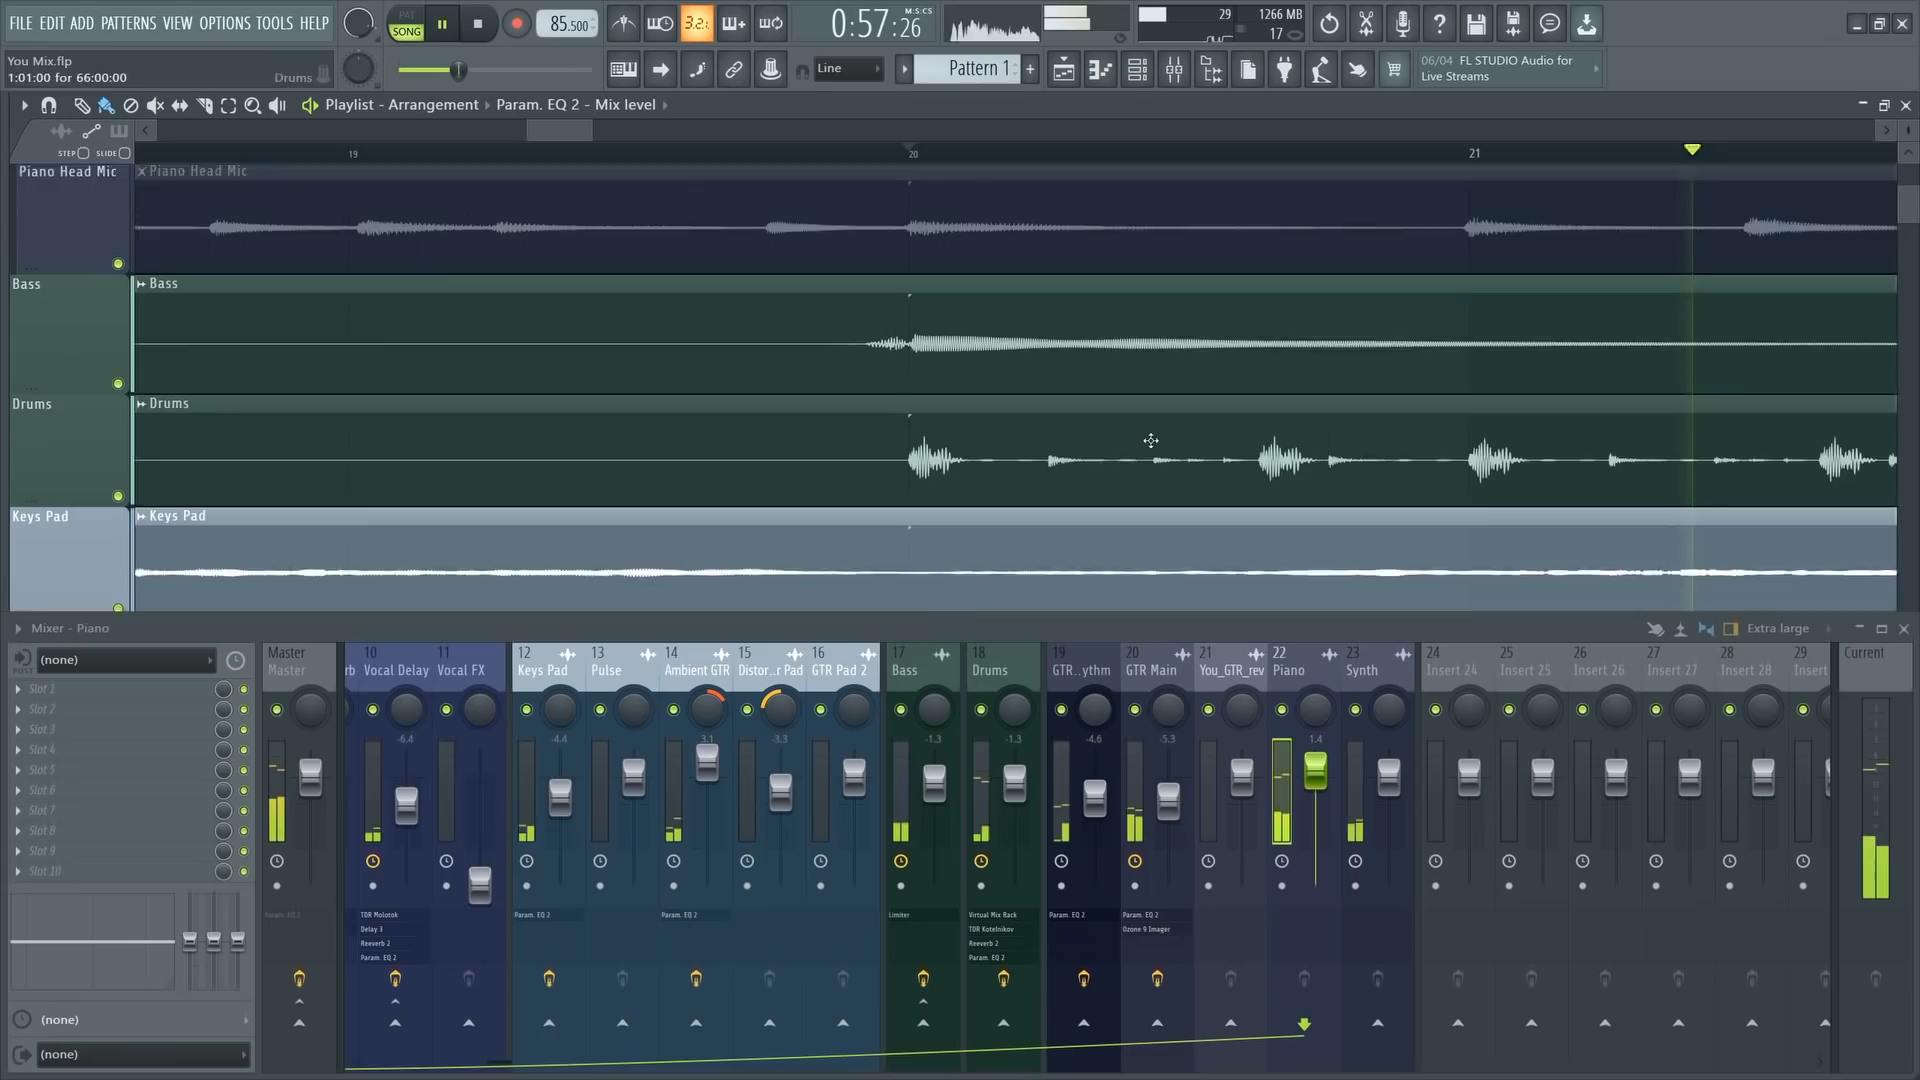 FILE EDIT ADD PATTERNS VIEW OPTIONS TOOLS HELP
PAT
SONG
85.500
3.2.
0:57:26
M:S:CS
29
1266 MB
17
You Mix.flp
1:01:00 for 66:00:00
Drums
Line
Pattern 1
+
06/04 FL STUDIO Audio for
Live Streams
Playlist - Arrangement
Param. EQ 2 - Mix level
STEP
SLIDE
19
20
21
Piano Head Mic
Piano Head Mic
Bass
Bass
Drums
Drums
Keys Pad
Keys Pad
Mixer - Piano
Extra large
POST
(none)
Slot 1
Slot 2
Slot 3
Slot 4
Slot 5
Slot 6
Slot 7
Slot 8
Slot 9
Slot 10
(none)
(none)
Master
Master
Param. EQ 2
rb
10
Vocal Delay
-6.4
TDR Molotok
Delay 3
Reeverb 2
Param. EQ 2
11
Vocal FX
12
Keys Pad
-4.4
Param. EQ 2
13
Pulse
14
Ambient GTR
3.1
Param. EQ 2
15
Distor...r Pad
-3.3
16
GTR Pad 2
17
Bass
-1.3
Limiter
18
Drums
-1.3
Virtual Mix Rack
TDR Kotelnikov
Reeverb 2
Param. EQ 2
19
GTR...ythm
-4.6
Param. EQ 2
20
GTR Main
-5.3
Param. EQ 2
Ozone 9 Imager
21
You_GTR_rev
22
Piano
1.4
23
Synth
24
Insert 24
25
Insert 25
26
Insert 26
27
Insert 27
28
Insert 28
29
Insert
Current